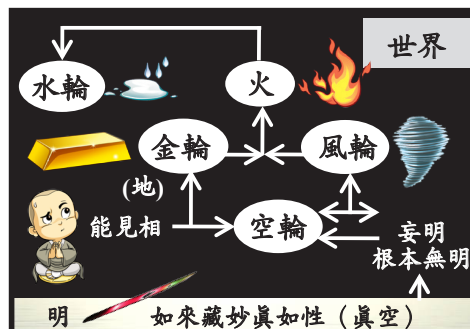 世界
水輪
火
金輪
風輪
(地)
能見相
空輪
妄明
根本無明
明
如來藏妙眞如性（眞空）